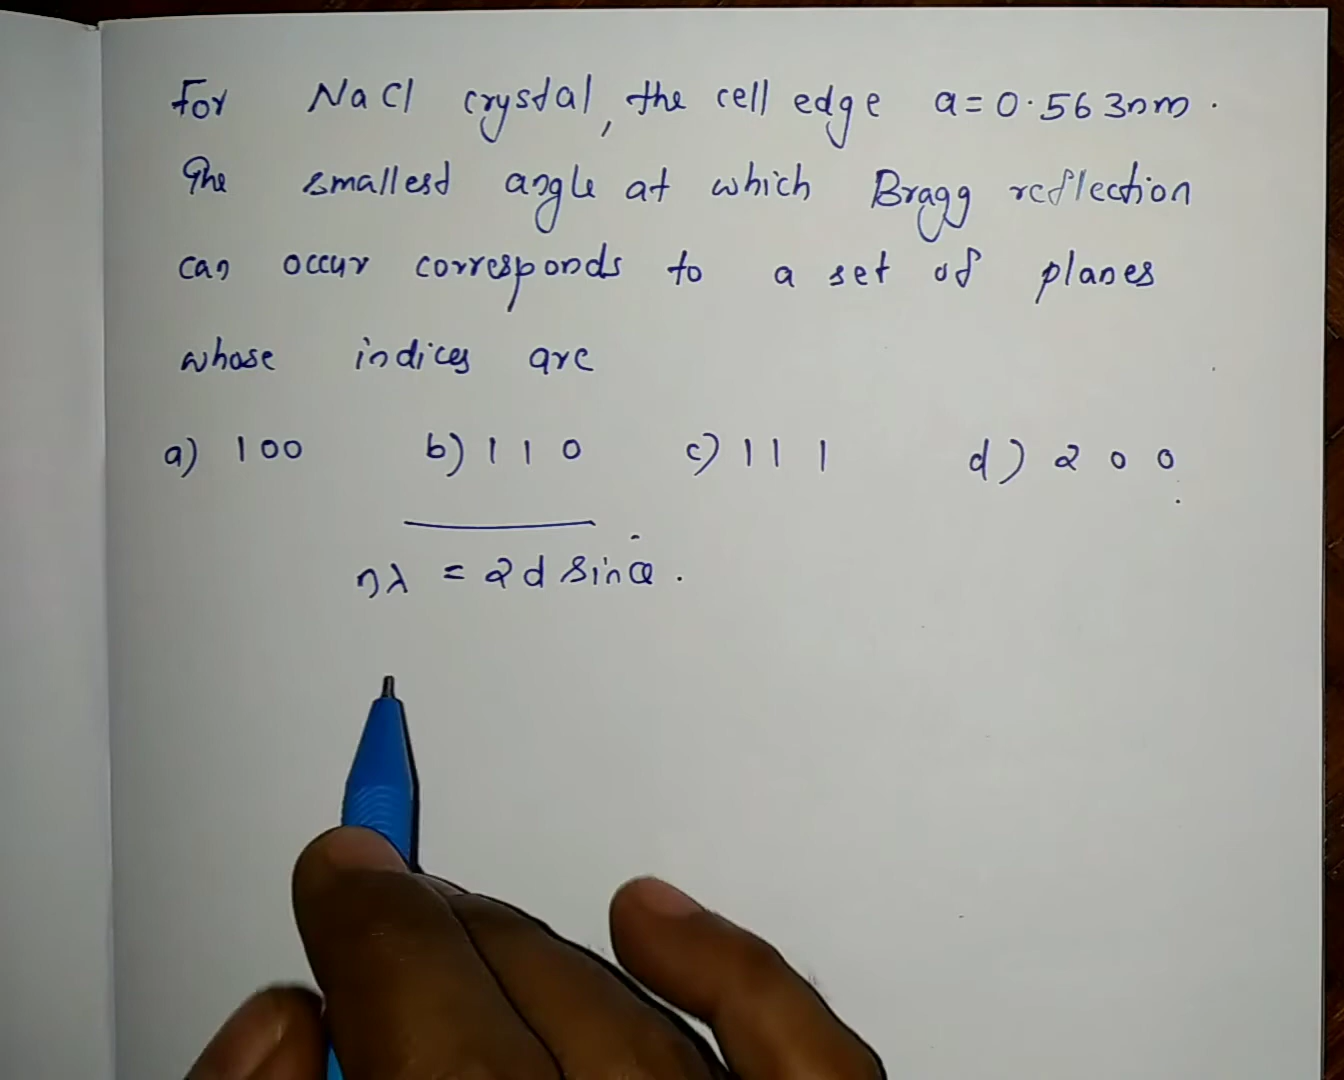 For NaCl crystal, the cell edge a = 0.563nm.
The smallest angle at which Bragg reflection
can occur corresponds to a set of planes
whose indices are
a) 100 b) 110 c) 111 d) 200
nλ = 2d sinθ.